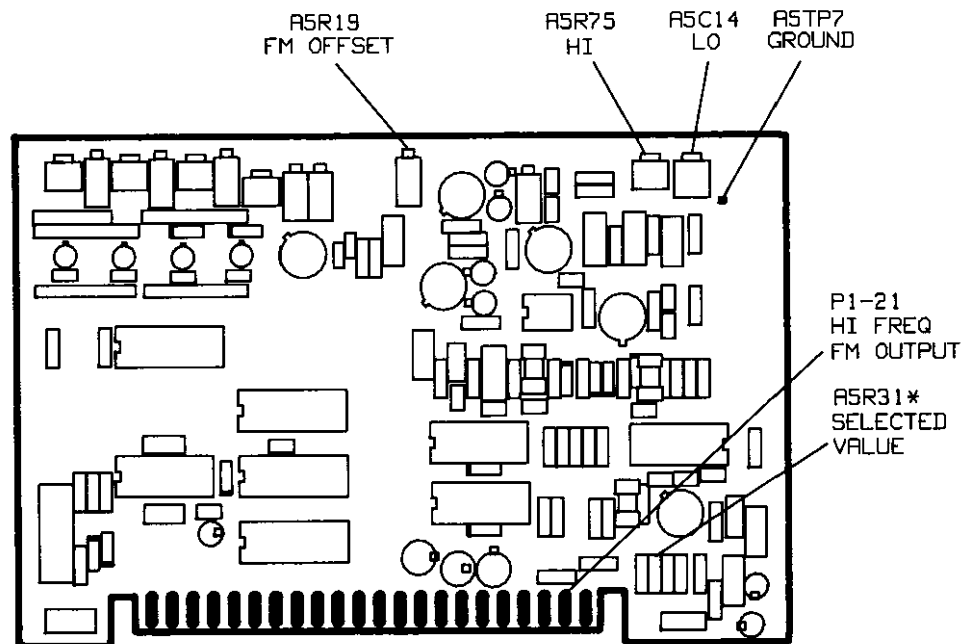 A5R19
FM OFFSET
A5R75
HI
A5C14
LO
A5TP7
GROUND
P1-21
HI FREQ
FM OUTPUT
A5R31*
SELECTED
VALUE